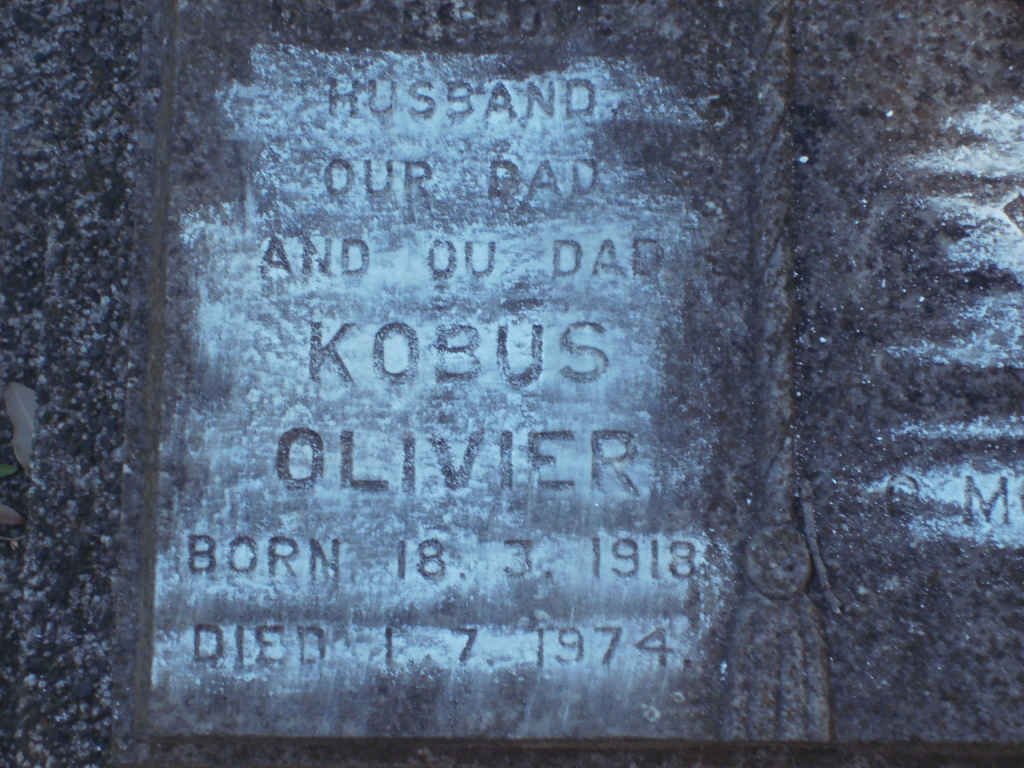 HUSBAND,
OUR DAD
AND OU DAD
KOBUS
OLIVIER
BORN 18. 3. 1918
DIED 1. 7. 1974.